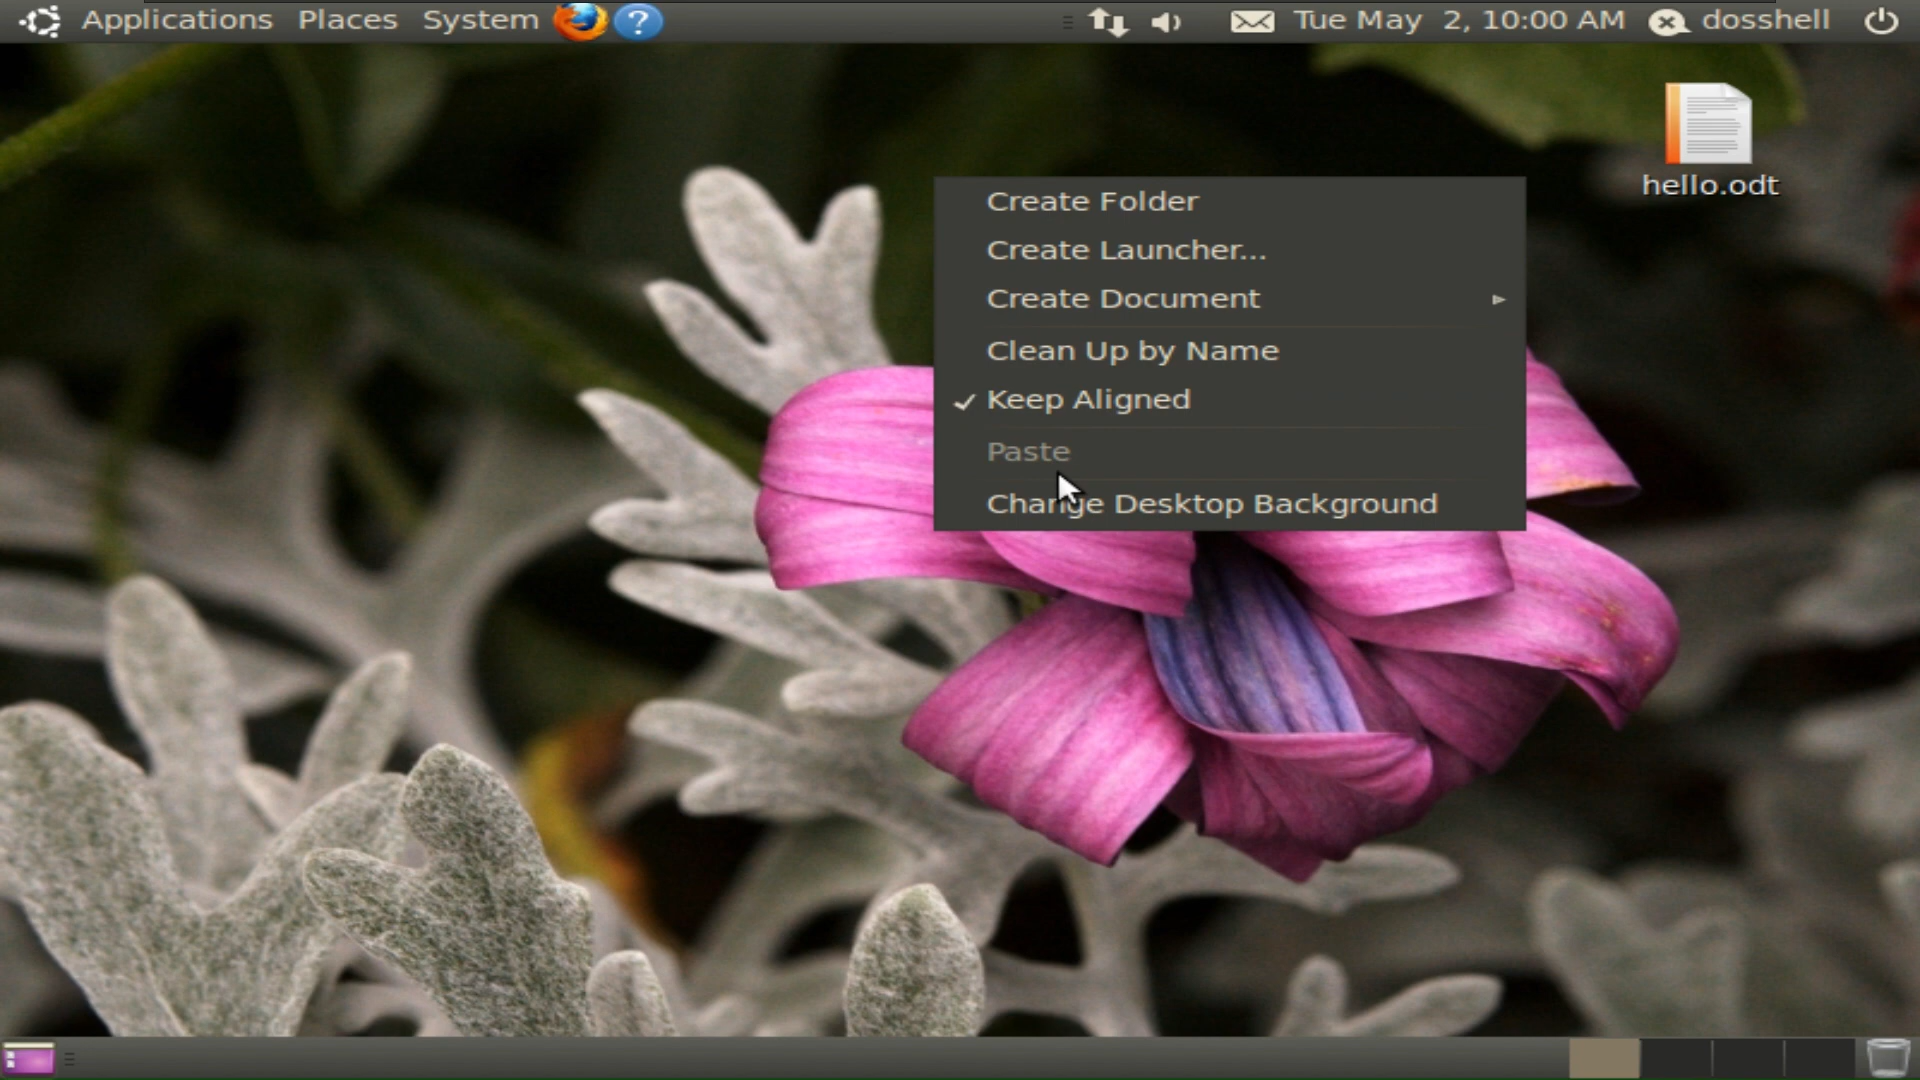 Applications Places System ? Tue May 2, 10:00 AM dosshell
hello.odt
Create Folder
Create Launcher...
Create Document
Clean Up by Name
Keep Aligned
Paste
Change Desktop Background